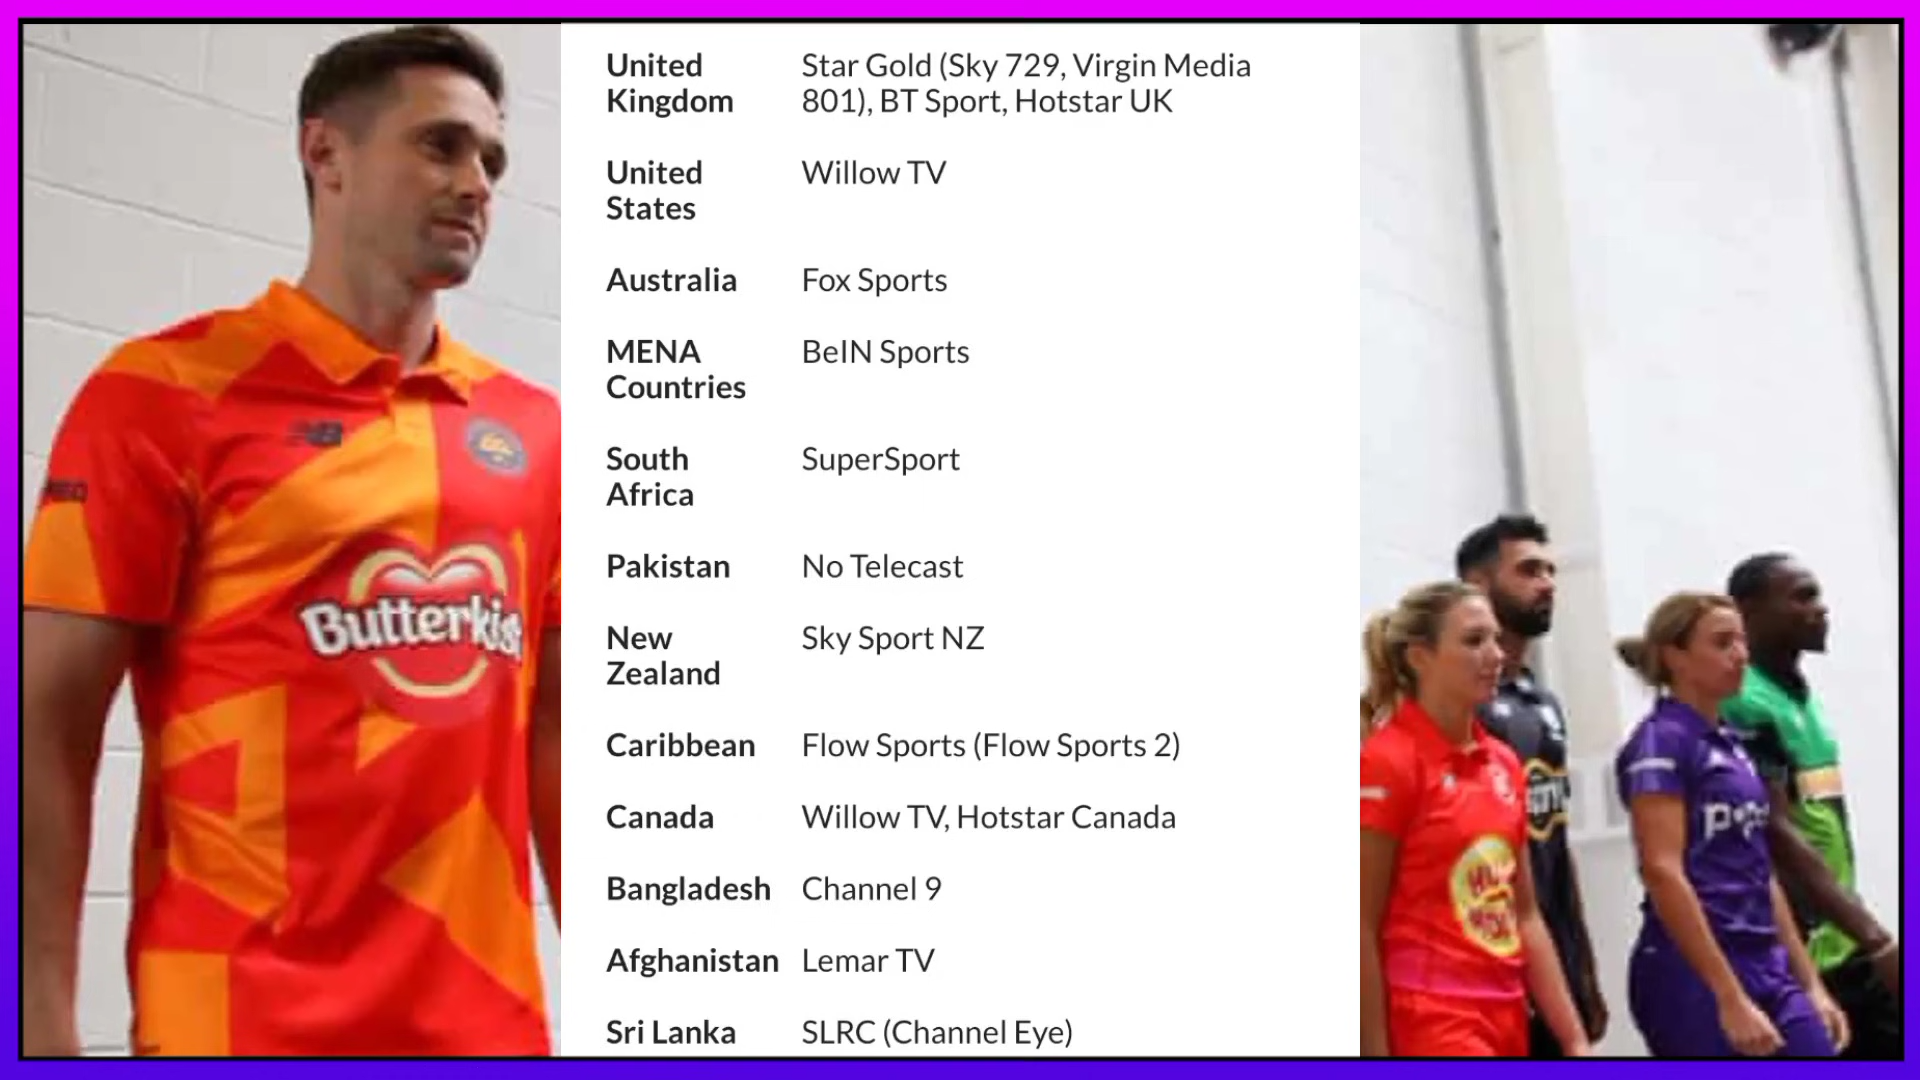 United
Kingdom
Star Gold (Sky 729, Virgin Media
801), BT Sport, Hotstar UK
United
States
Willow TV
Australia
Fox Sports
MENA
Countries
BeIN Sports
South
Africa
SuperSport
Pakistan
No Telecast
New
Zealand
Sky Sport NZ
Caribbean
Flow Sports (Flow Sports 2)
Canada
Willow TV, Hotstar Canada
Bangladesh
Channel 9
Afghanistan
Lemar TV
Sri Lanka
SLRC (Channel Eye)
NB
Butterkist